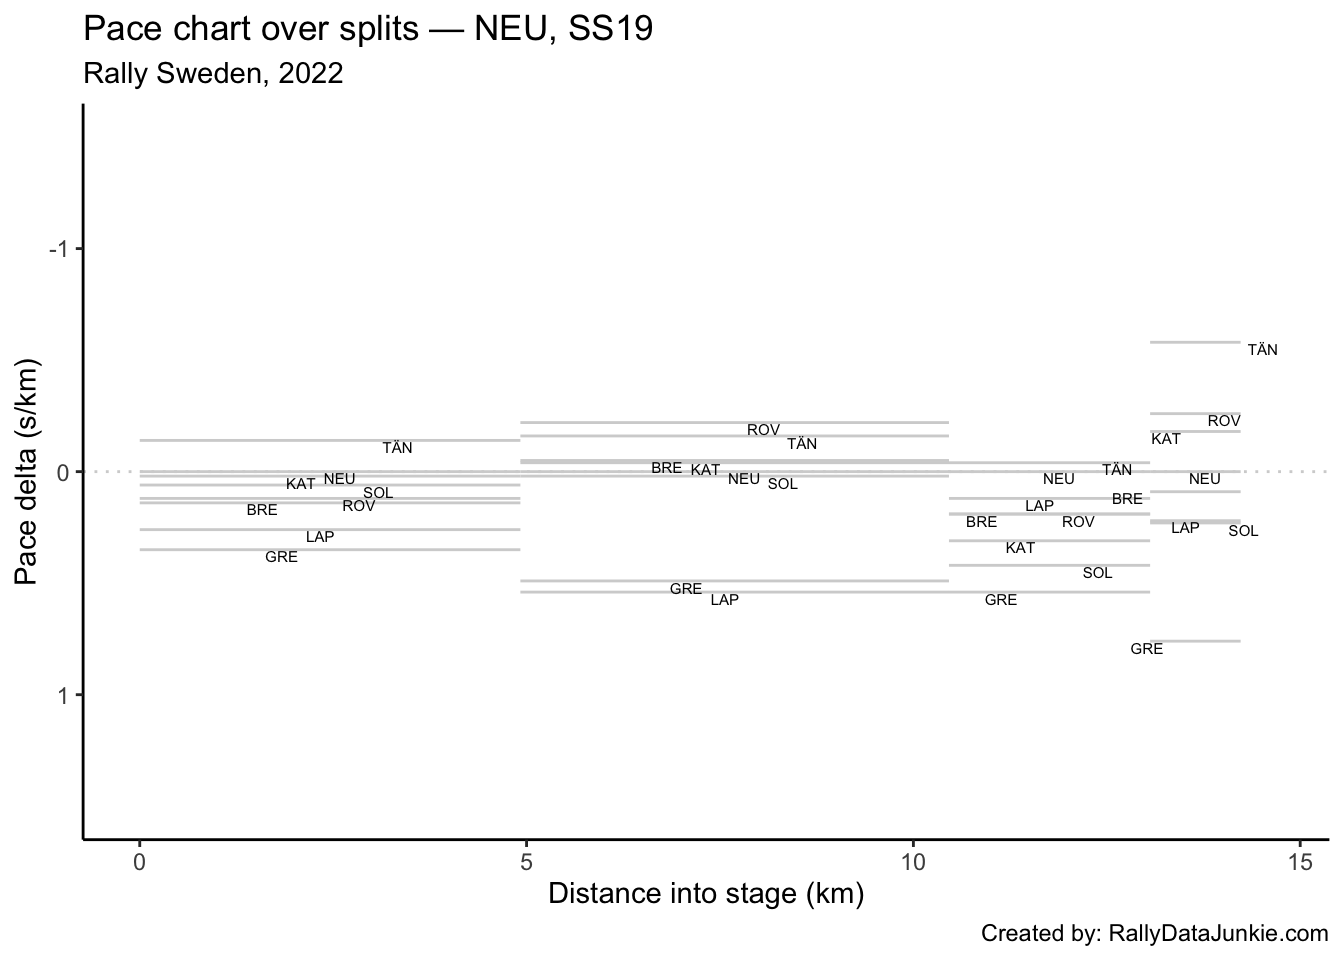 Pace chart over splits — NEU, SS19
Rally Sweden, 2022
Pace delta (s/km)
-1
0
1
TÄN
NEU
KAT
SOL
ROV
BRE
LAP
GRE
ROV
TÄN
BRE
KAT
NEU
SOL
GRE
LAP
TÄN
NEU
BRE
LAP
BRE
ROV
KAT
SOL
GRE
TÄN
ROV
KAT
NEU
LAP
SOL
GRE
0
5
10
15
Distance into stage (km)
Created by: RallyDataJunkie.com